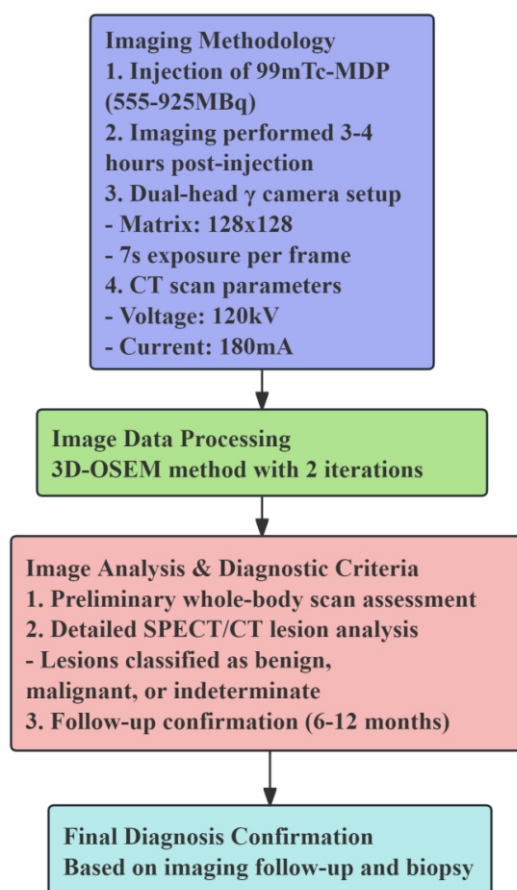 Imaging Methodology
1. Injection of 99mTc-MDP
(555-925MBq)
2. Imaging performed 3-4
hours post-injection
3. Dual-head γ camera setup
- Matrix: 128x128
- 7s exposure per frame
4. CT scan parameters
- Voltage: 120kV
- Current: 180mA
Image Data Processing
3D-OSEM method with 2 iterations
Image Analysis & Diagnostic Criteria
1. Preliminary whole-body scan assessment
2. Detailed SPECT/CT lesion analysis
- Lesions classified as benign,
malignant, or indeterminate
3. Follow-up confirmation (6-12 months)
Final Diagnosis Confirmation
Based on imaging follow-up and biopsy